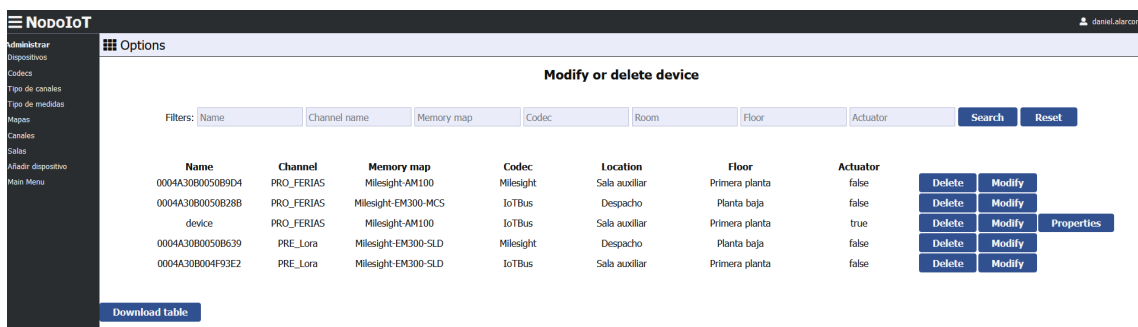 NodoIoT
daniel.alarcon
Administrar
Dispositivos
Codecs
Tipo de canales
Tipo de medidas
Mapas
Canales
Salas
Añadir dispositivo
Main Menu
Options
Modify or delete device
Filters: Name Channel name Memory map Codec Room Floor Actuator Search Reset
Name Channel Memory map Codec Location Floor Actuator
0004A30B0050B9D4 PRO_FERIAS Milesight-AM100 Milesight Sala auxiliar Primera planta false Delete Modify
0004A30B0050B28B PRO_FERIAS Milesight-EM300-MCS IoTBus Despacho Planta baja false Delete Modify
device PRO_FERIAS Milesight-AM100 IoTBus Sala auxiliar Primera planta true Delete Modify Properties
0004A30B0050B639 PRE_Lora Milesight-EM300-SLD Milesight Despacho Planta baja false Delete Modify
0004A30B004F93E2 PRE_Lora Milesight-EM300-SLD IoTBus Sala auxiliar Primera planta false Delete Modify
Download table